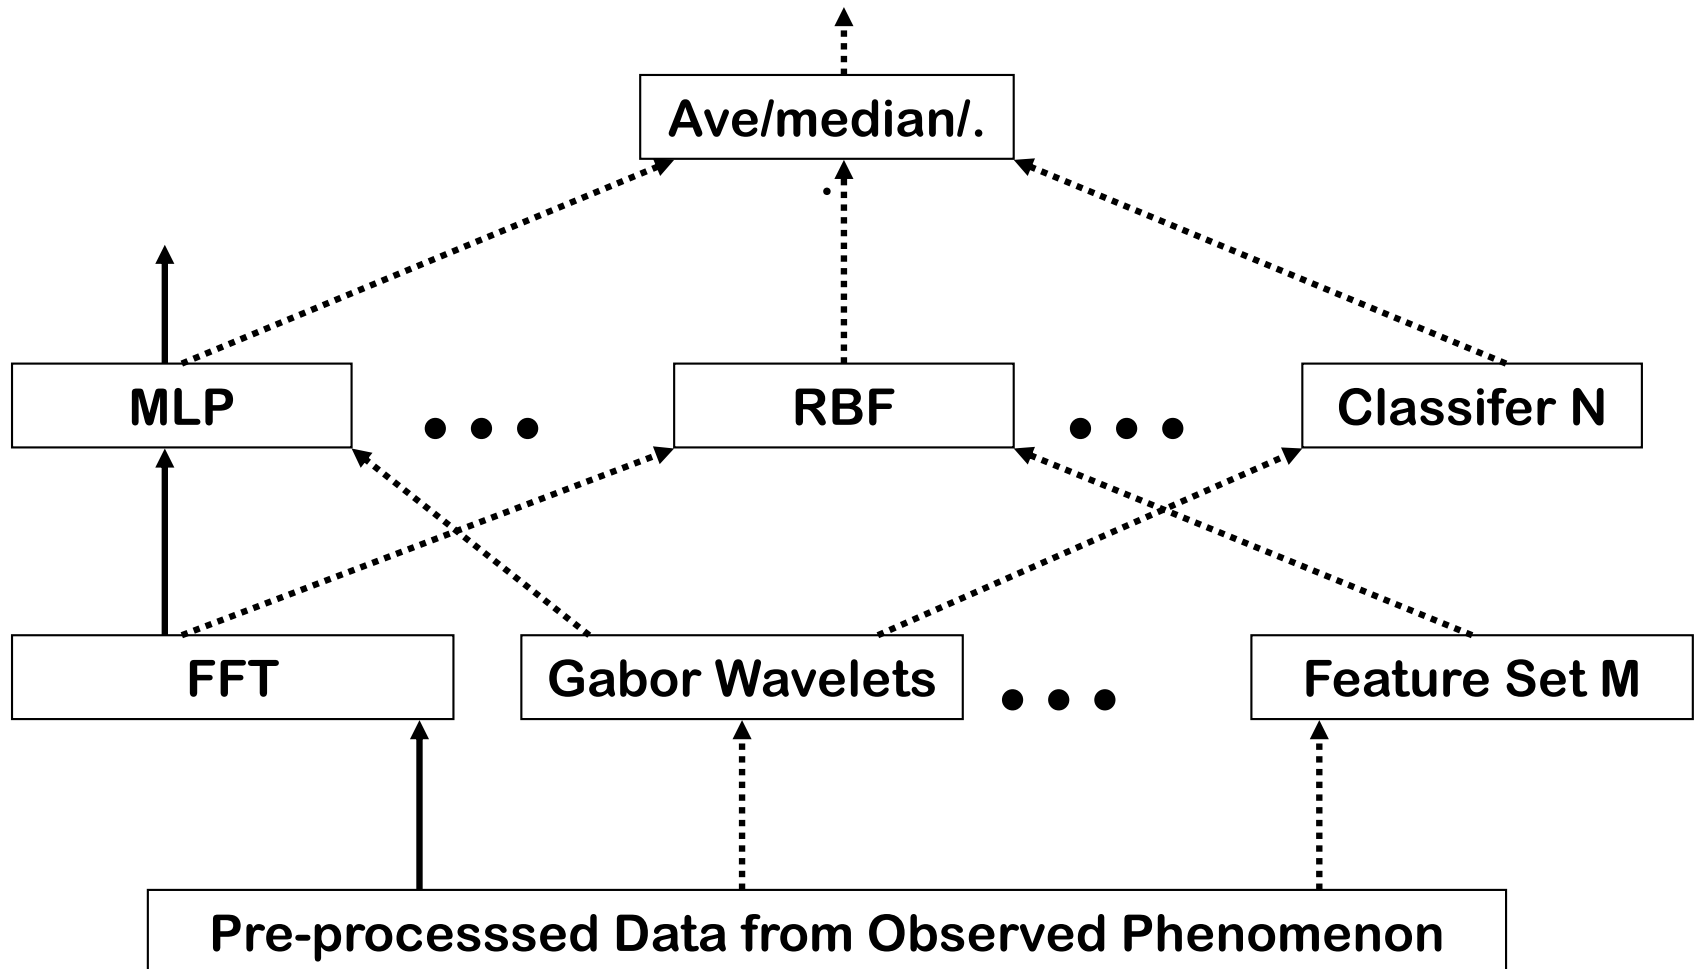 Ave/median/.
.
MLP
RBF
Classifer N
FFT
Gabor Wavelets
Feature Set M
Pre-processsed Data from Observed Phenomenon